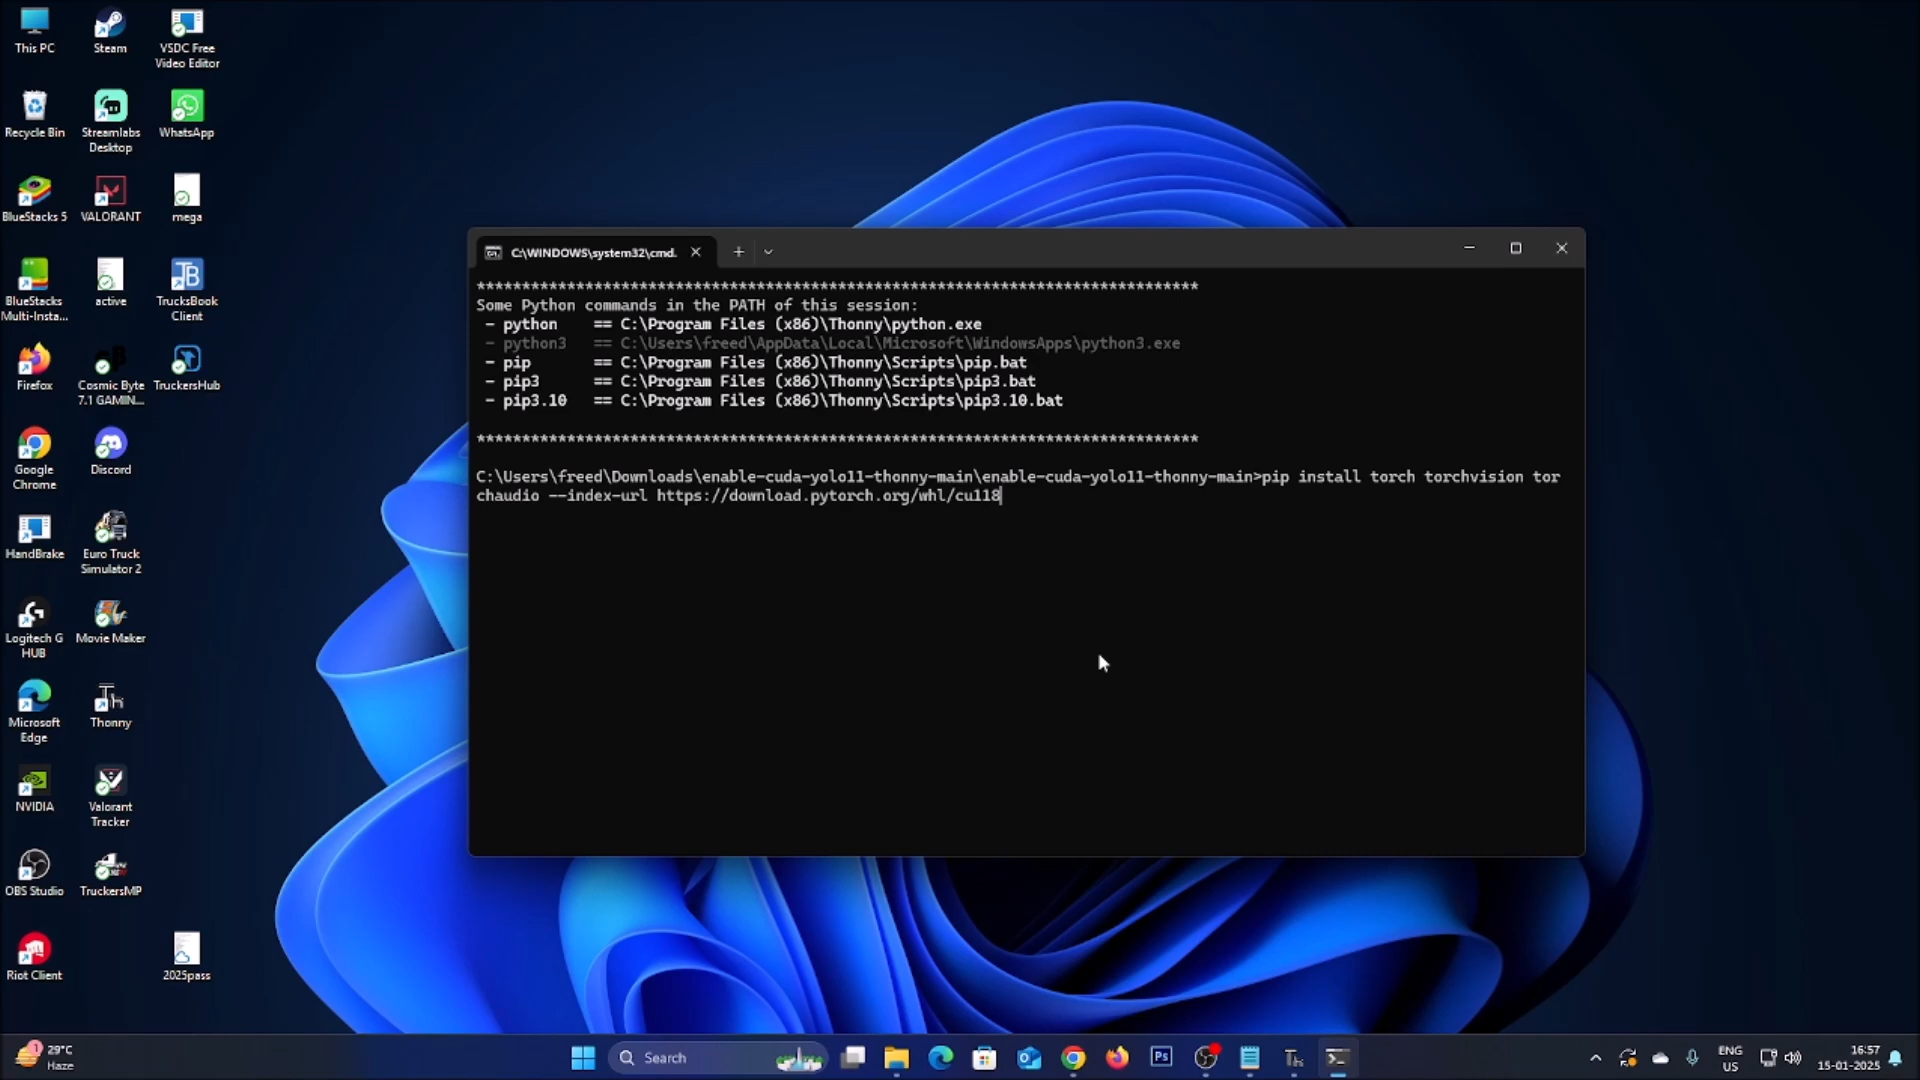 This PC
Steam
VSDC Free
Video Editor
Recycle Bin
Streamlabs
Desktop
WhatsApp
BlueStacks 5
VALORANT
mega
BlueStacks
Multi-Insta...
active
TrucksBook
Client
Firefox
Cosmic Byte
7.1 GAMIN...
TruckersHub
Google
Chrome
Discord
HandBrake
Euro Truck
Simulator 2
Logitech G
HUB
Movie Maker
Microsoft
Edge
Thonny
NVIDIA
Valorant
Tracker
OBS Studio
TruckersMP
Riot Client
2025pass
C:\WINDOWS\system32\cmd.
********************************************************************************
Some Python commands in the PATH of this session:
- python == C:\Program Files (x86)\Thonny\python.exe
- python3 == C:\Users\freed\AppData\Local\Microsoft\WindowsApps\python3.exe
- pip == C:\Program Files (x86)\Thonny\Scripts\pip.bat
- pip3 == C:\Program Files (x86)\Thonny\Scripts\pip3.bat
- pip3.10 == C:\Program Files (x86)\Thonny\Scripts\pip3.10.bat
********************************************************************************
C:\Users\freed\Downloads\enable-cuda-yolo11-thonny-main\enable-cuda-yolo11-thonny-main>pip install torch torchvision tor
chaudio --index-url https://download.pytorch.org/whl/cu118
1
29°C
Haze
Search
Ps
Th
ENG
US
16:57
15-01-2025